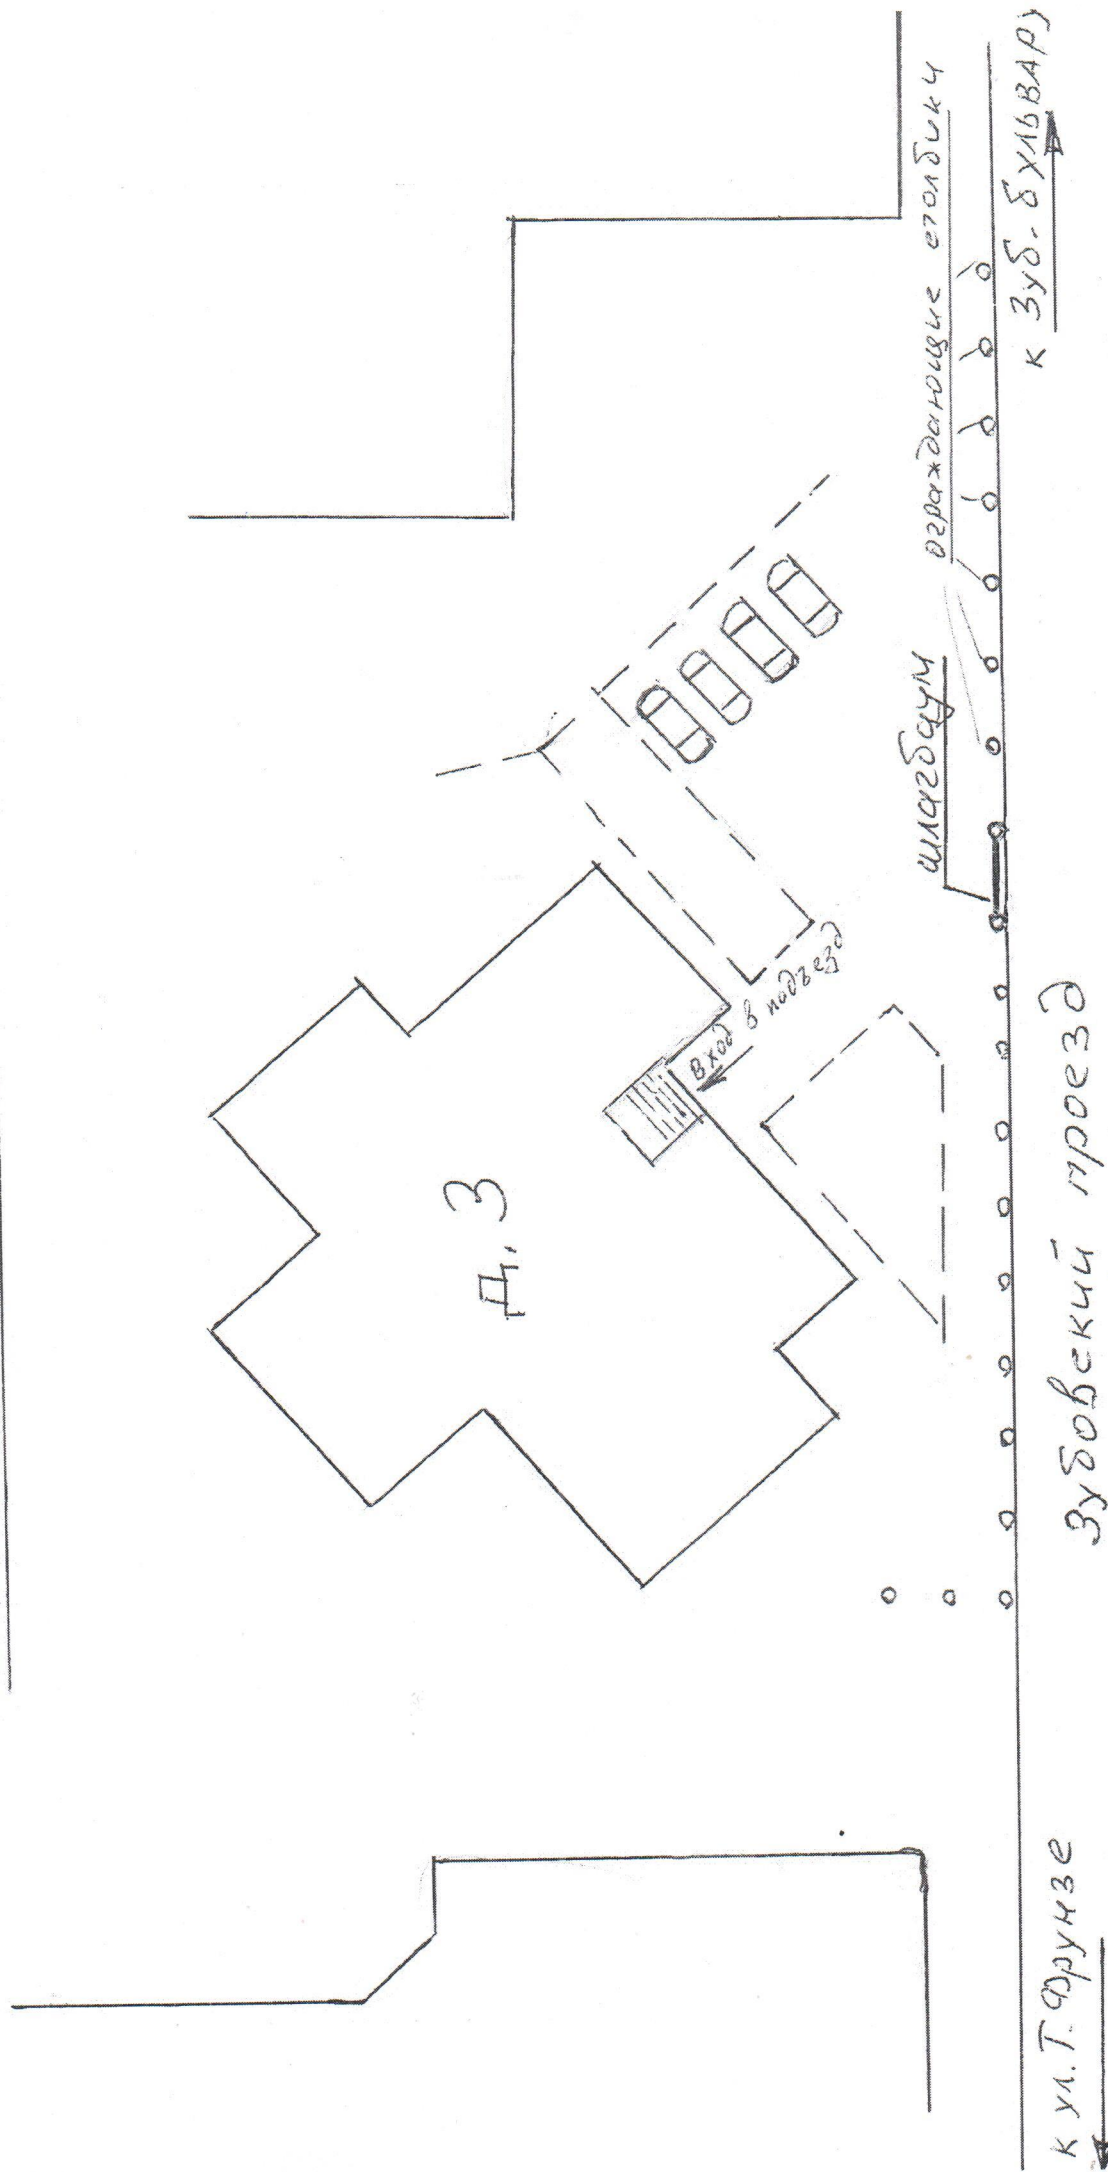 ограждающие столбики
шлагбаум
вход в подъезд
д. 3
к Зуб. бульвару
Зубовский проезд
к ул. Т. Фрунзе